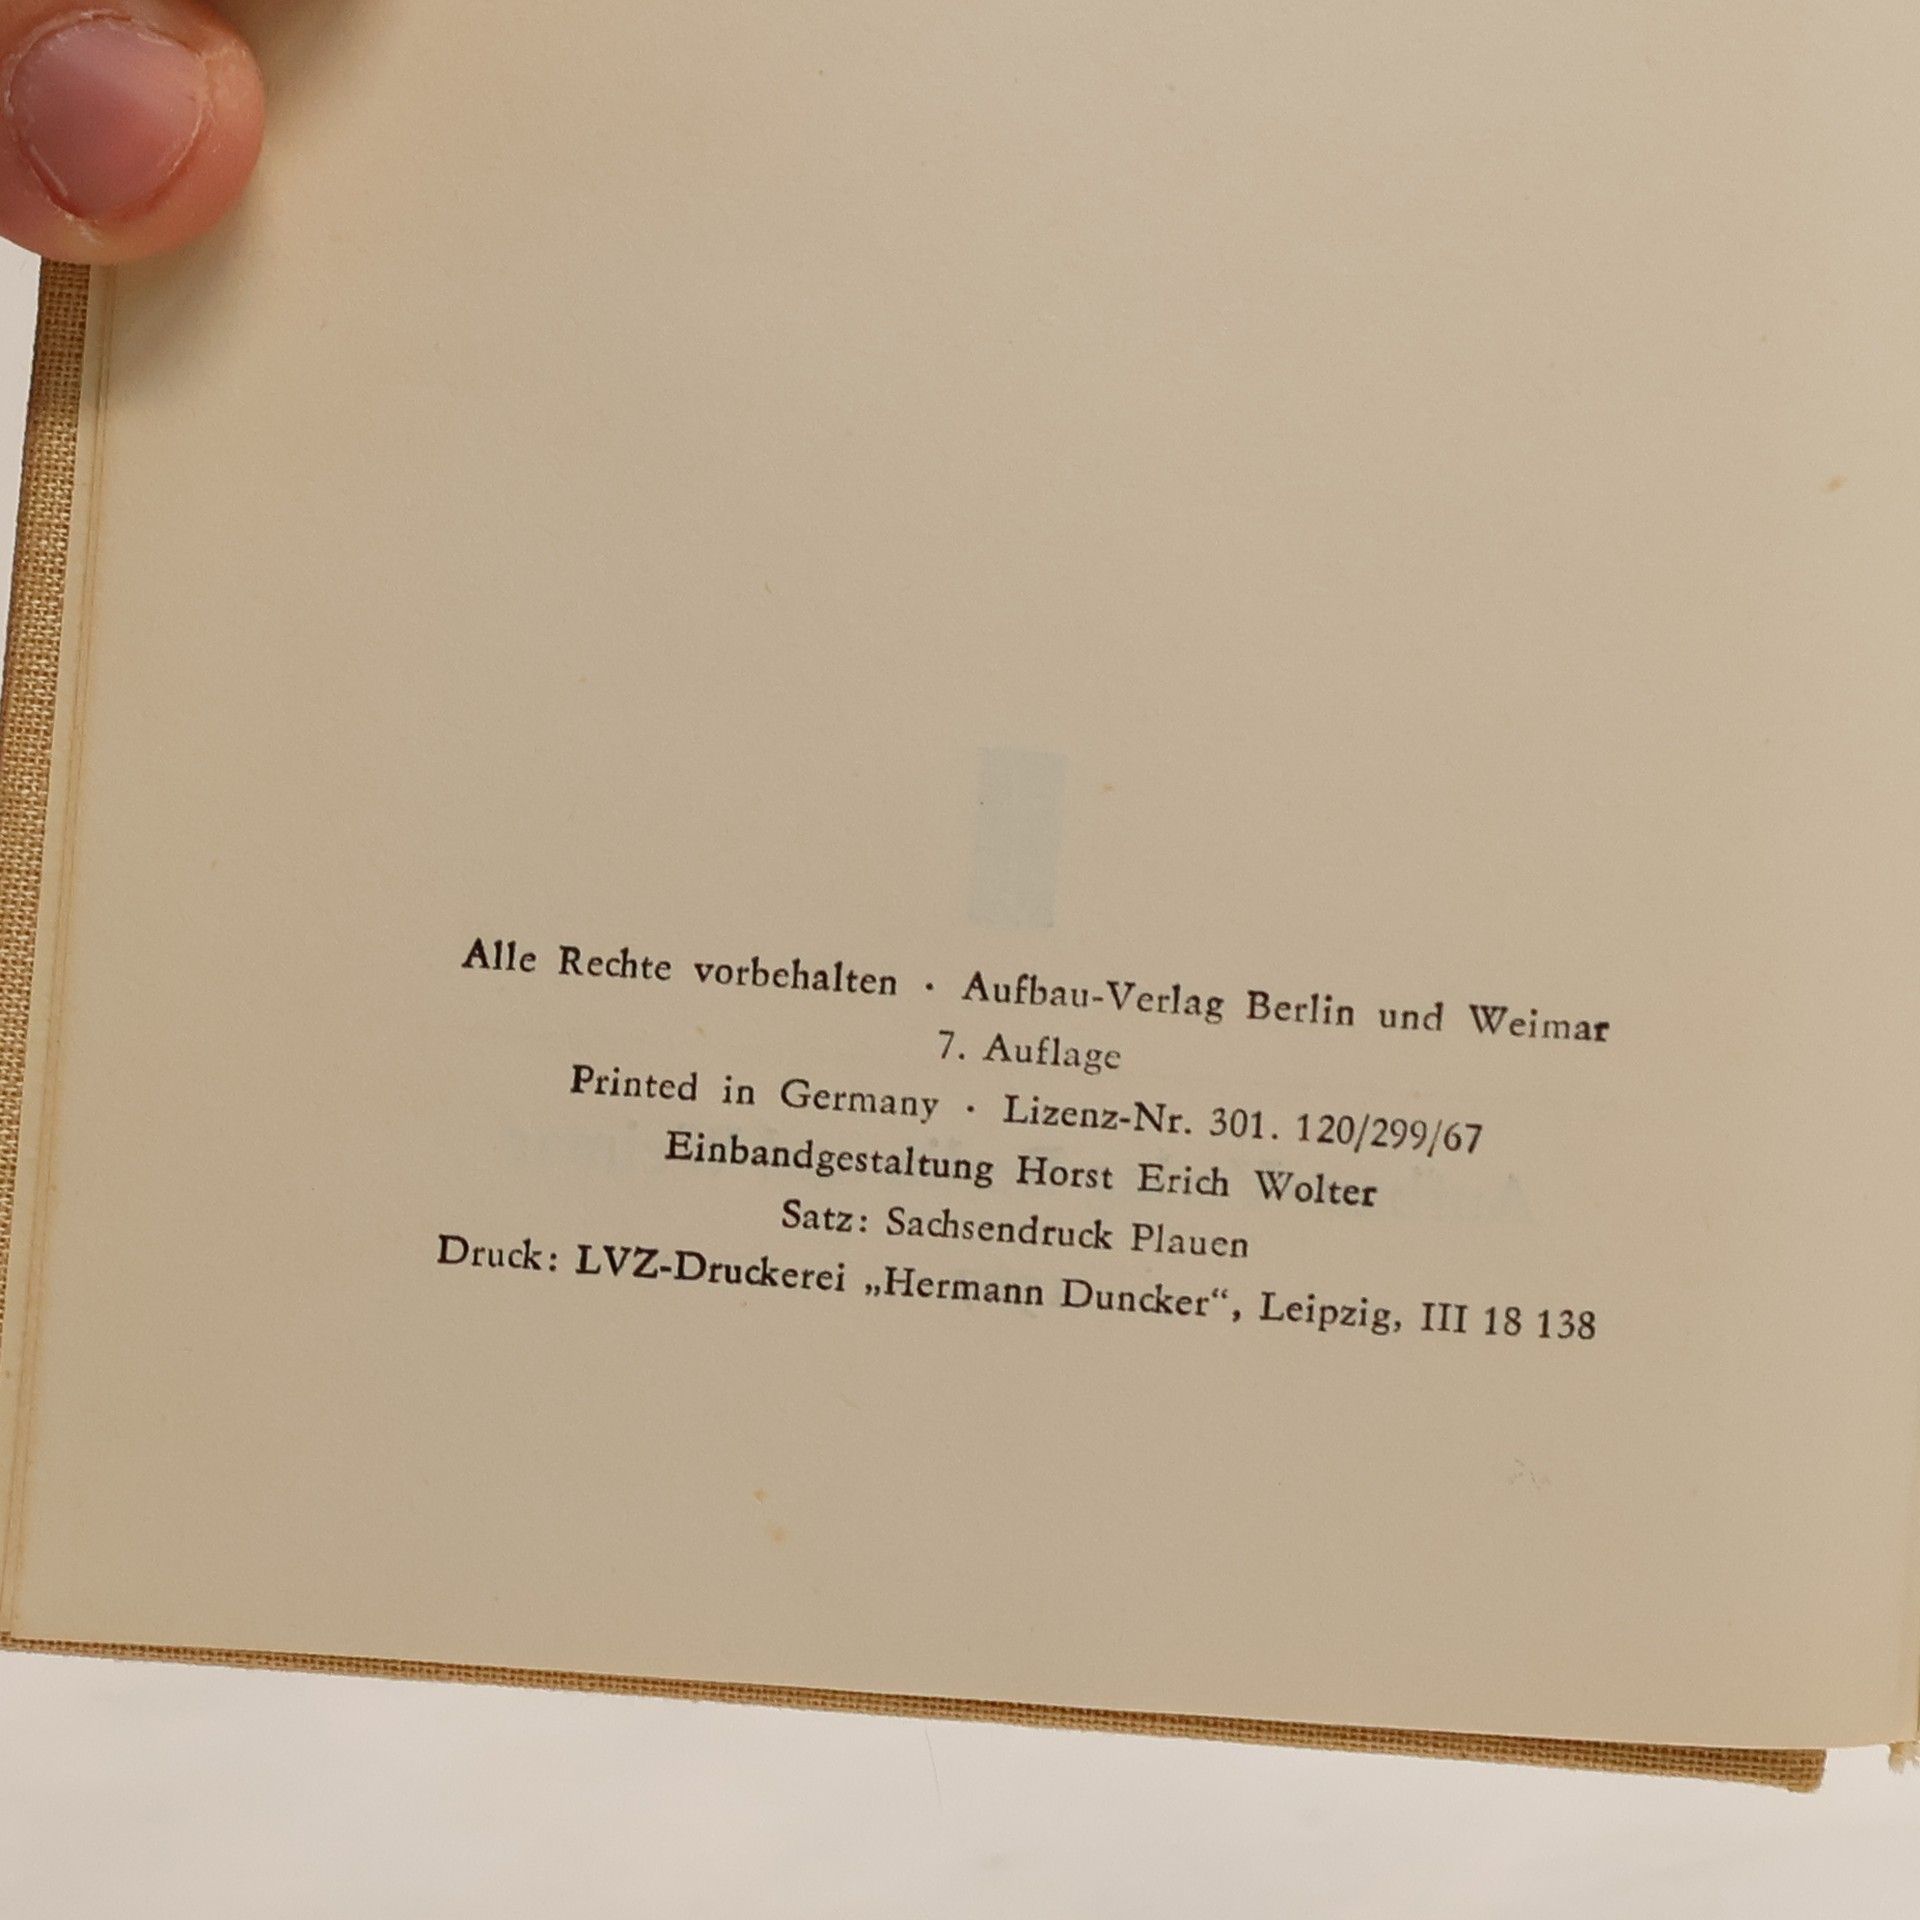 Alle Rechte vorbehalten · Aufbau-Verlag Berlin und Weimar
7. Auflage
Printed in Germany · Lizenz-Nr. 301. 120/299/67
Einbandgestaltung Horst Erich Wolter
Satz: Sachsendruck Plauen
Druck: LVZ-Druckerei „Hermann Duncker“, Leipzig, III 18 138